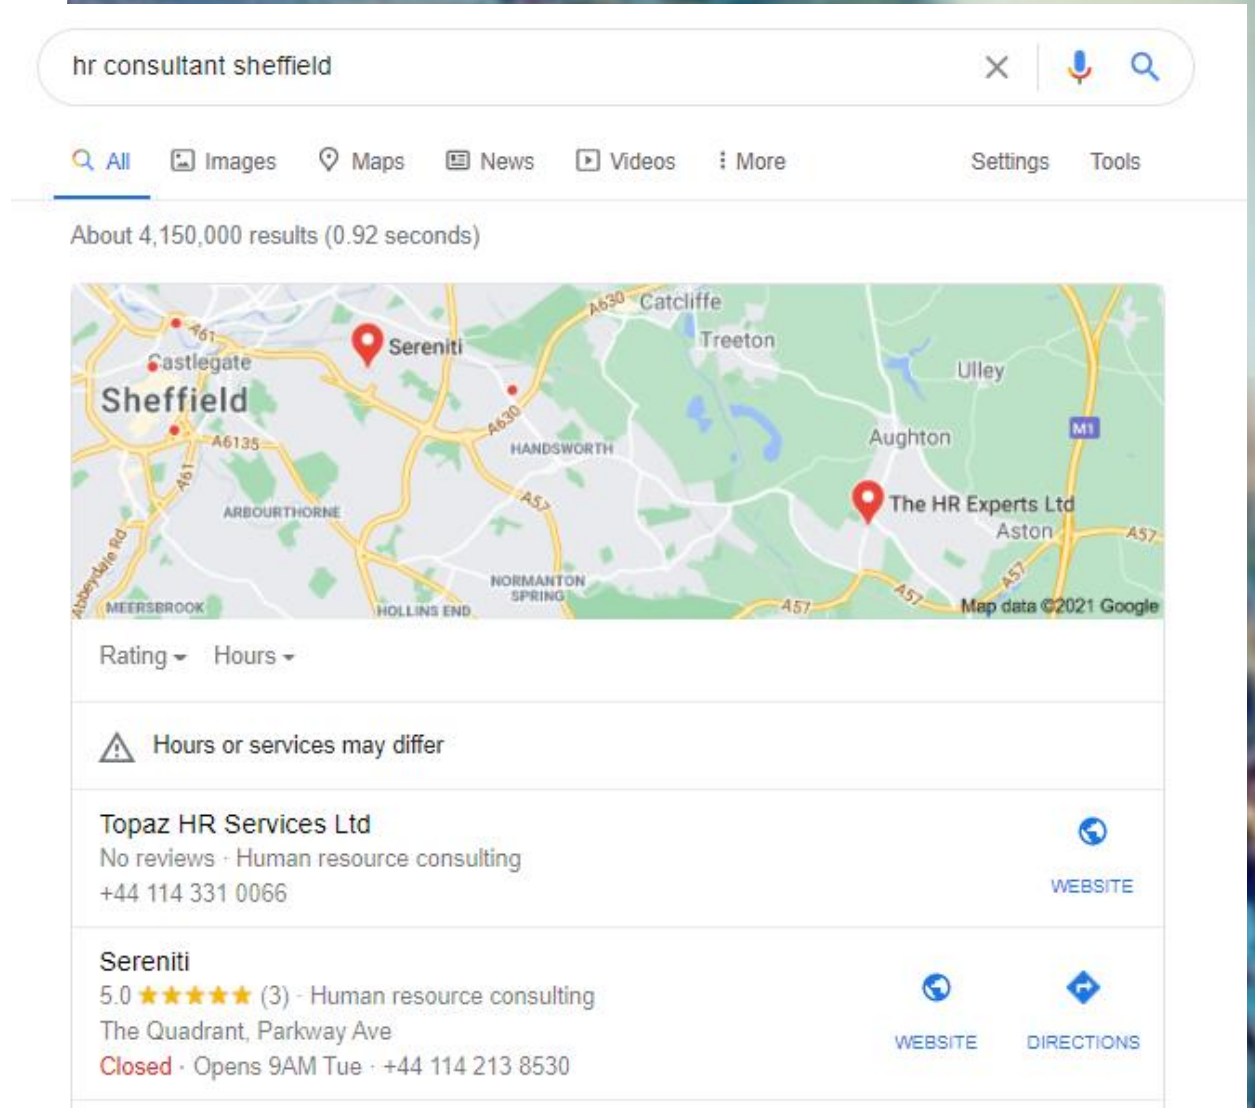 hr consultant sheffield
All Images Maps News Videos More Settings Tools
About 4,150,000 results (0.92 seconds)
A630 Catcliffe
Treeton
A61
Sereniti
Castlegate
Ulley
Sheffield
A630
M1
A6135
Aughton
HANDSWORTH
A61
A57
ARBOURTHORNE
The HR Experts Ltd
Aston
A57
Abbeydale Rd
NORMANTON
SPRING
A57
MEERSBROOK
HOLLINS END
A57
A57
Map data ©2021 Google
Rating Hours
Hours or services may differ
Topaz HR Services Ltd
No reviews · Human resource consulting
+44 114 331 0066
WEBSITE
Sereniti
5.0 ★★★★★ (3) · Human resource consulting
The Quadrant, Parkway Ave
Closed · Opens 9AM Tue · +44 114 213 8530
WEBSITE DIRECTIONS